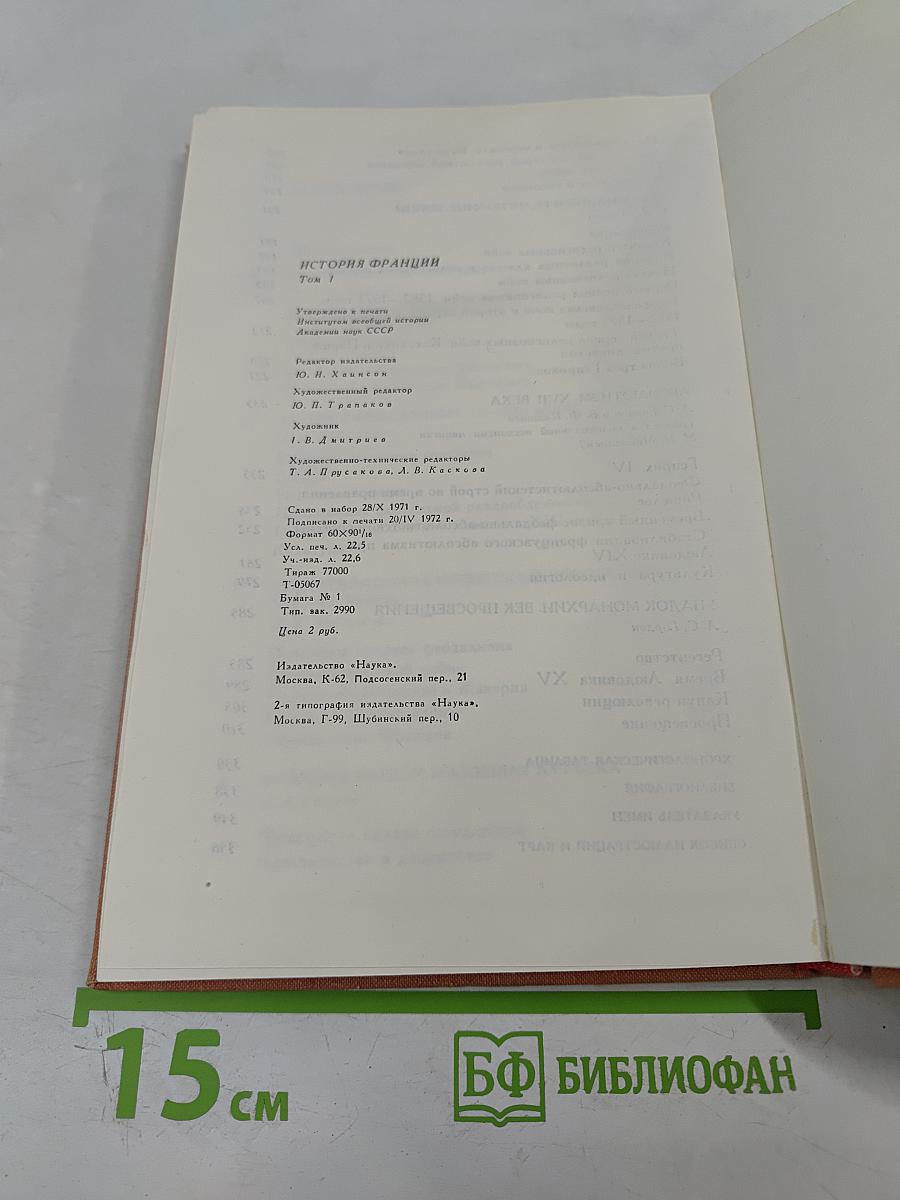 ИСТОРИЯ ФРАНЦИИ
Том I
Утверждено к печати
Институтом всеобщей истории
Академии наук СССР
Редактор издательства
Ю. И. Хаинсон
Художественный редактор
Ю. П. Трапаков
Художник
Г. В. Дмитриев
Художественно-технические редакторы
Т. А. Прусакова, Л. В. Каскова
Сдано в набор 28/X 1971 г.
Подписано к печати 20/IV 1972 г.
Формат 60×90¹/₁₆
Усл. печ. л. 22,5
Уч.-изд. л. 22,6
Тираж 77000
Т-05067
Бумага № 1
Тип. зак. 2990
Цена 2 руб.
Издательство «Наука».
Москва, К-62, Подсосенский пер., 21
2-я типография издательства «Наука».
Москва, Г-99, Шубинский пер., 10
15 см
БФ БИБЛИОФАН